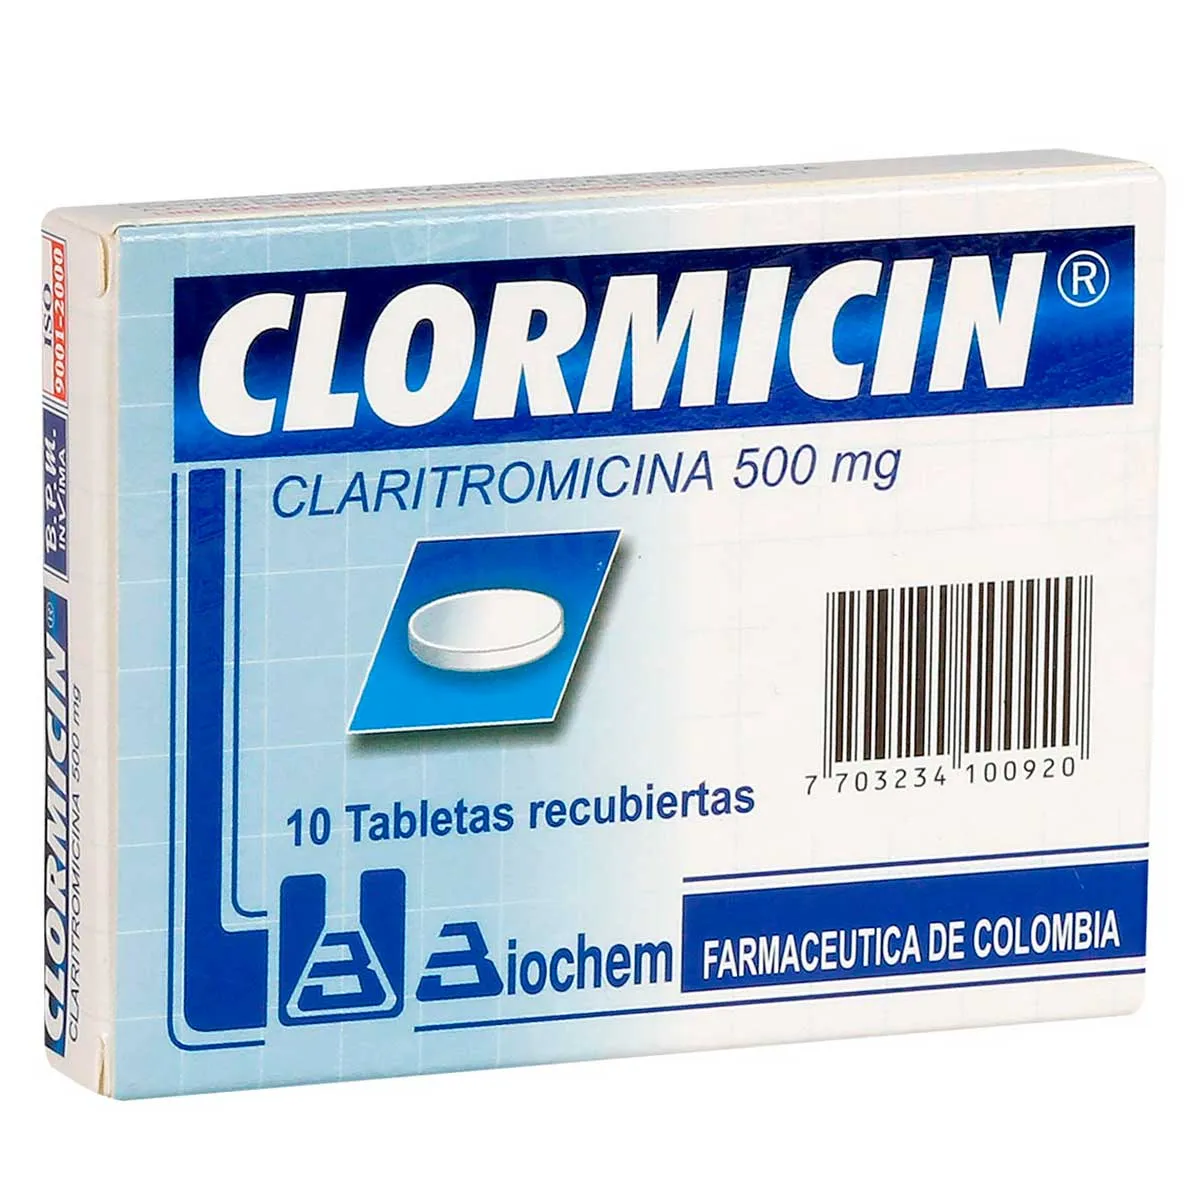 CLORMICIN®
CLARITROMICINA 500 mg
7 703234 100920
10 Tabletas recubiertas
Biochem
FARMACEUTICA DE COLOMBIA
ISO
9001-2000
B.P.M.
INVIMA
CLORMICIN®
CLARITROMICINA 500 mg